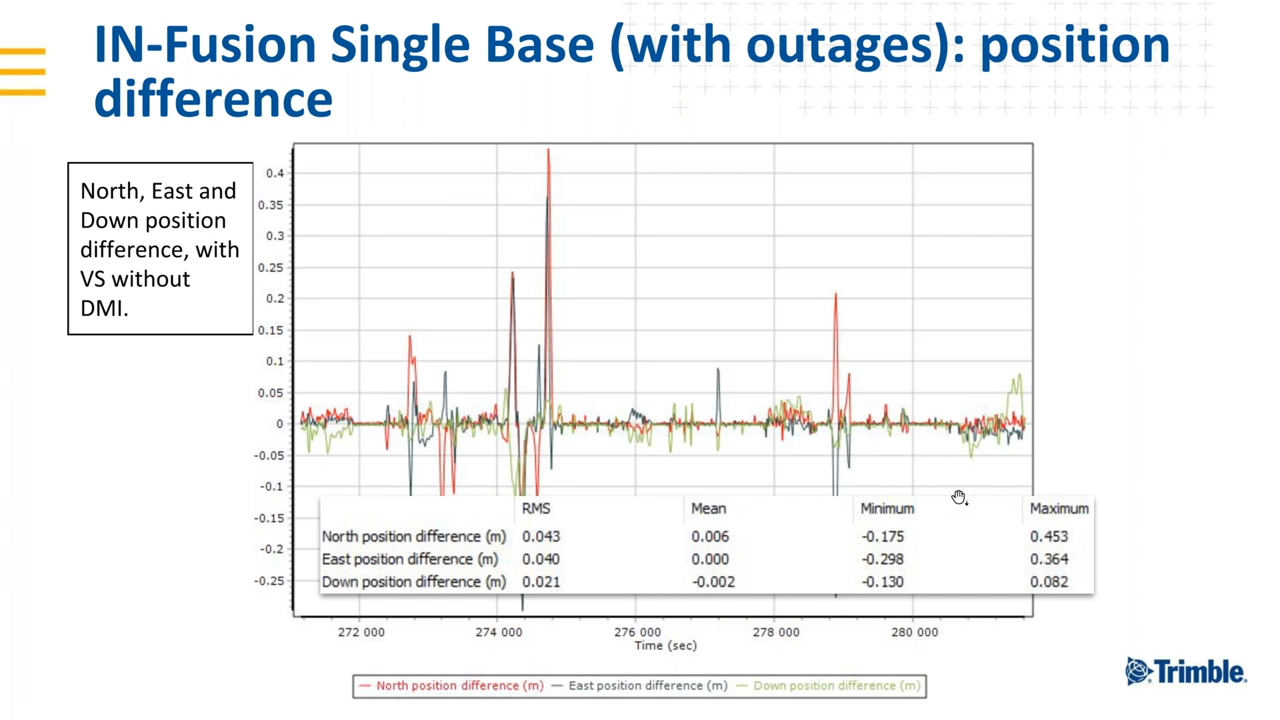 IN-Fusion Single Base (with outages): position
difference
North, East and
Down position
difference, with
VS without
DMI.
0.4
0.35
0.3
0.25
0.2
0.15
0.1
0.05
0
-0.05
-0.1
-0.15
-0.2
-0.25
RMS Mean Minimum Maximum
North position difference (m) 0.043 0.006 -0.175 0.453
East position difference (m) 0.040 0.000 -0.298 0.364
Down position difference (m) 0.021 -0.002 -0.130 0.082
272 000 274 000 276 000 278 000 280 000
Time (sec)
North position difference (m) East position difference (m) Down position difference (m)
Trimble.